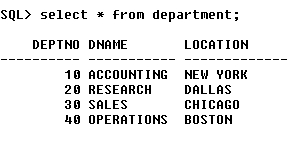 SQL> select * from department;
DEPTNO DNAME LOCATION
---------- ------------ ------------
10 ACCOUNTING NEW YORK
20 RESEARCH DALLAS
30 SALES CHICAGO
40 OPERATIONS BOSTON